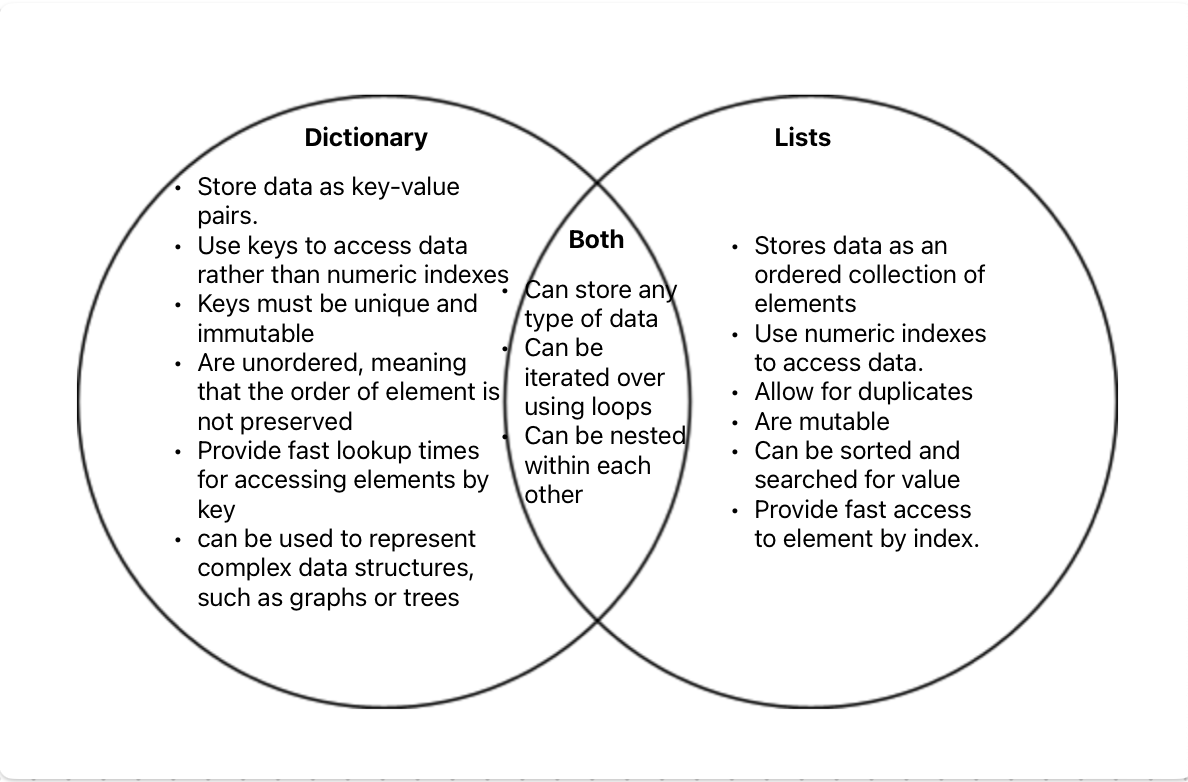 Dictionary
• Store data as key-value
pairs.
• Use keys to access data
rather than numeric indexes
• Keys must be unique and
immutable
• Are unordered, meaning
that the order of element is
not preserved
• Provide fast lookup times
for accessing elements by
key
• can be used to represent
complex data structures,
such as graphs or trees
Both
• Can store any
type of data
• Can be
iterated over
using loops
• Can be nested
within each
other
Lists
• Stores data as an
ordered collection of
elements
• Use numeric indexes
to access data.
• Allow for duplicates
• Are mutable
• Can be sorted and
searched for value
• Provide fast access
to element by index.